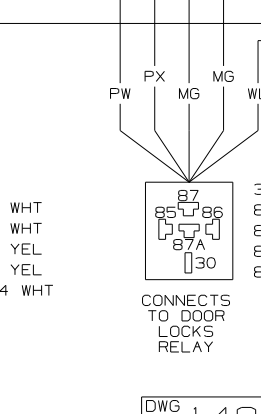 PX MG
PW MG
87
85 86
87A
30
WHT
WHT
YEL
YEL
4 WHT
CONNECTS
TO DOOR
LOCKS
RELAY
DWG 1 4